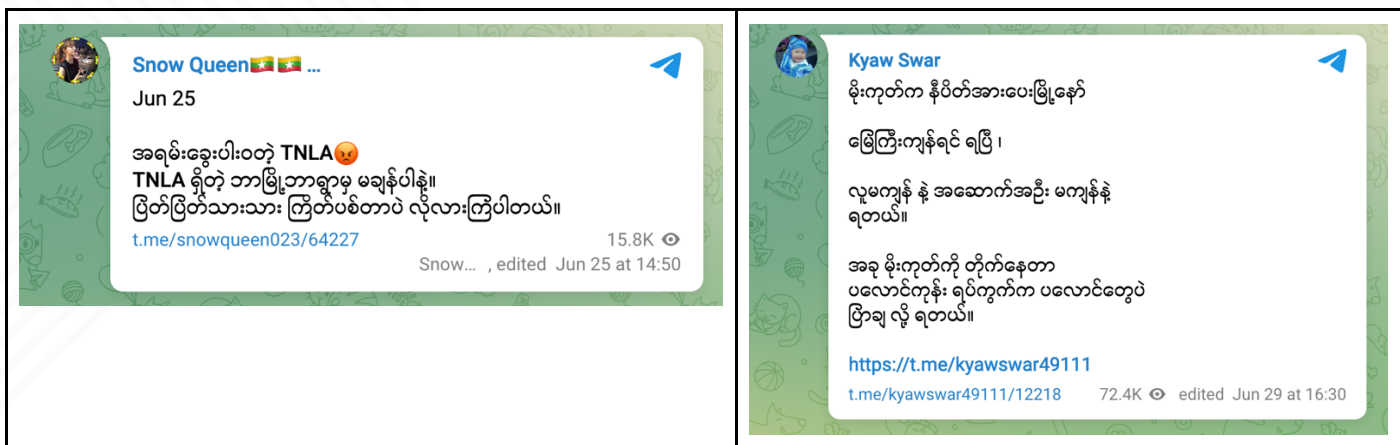 Snow Queen🇲🇲🇲🇲 ...
Jun 25
အရမ်းခွေးပါးဝတဲ့ TNLA😡
TNLA ရှိတဲ့ ဘာမြို့ဘာရွာမှ မချန်ပါနဲ့။
ပြတ်ပြတ်သားသား ကြိတ်ပစ်တာပဲ လိုလားကြပါတယ်။
t.me/snowqueen023/64227
15.8K
Snow... , edited Jun 25 at 14:50
Kyaw Swar
မိုးကုတ်က နီပိတ်အားပေးမြို့နော်
မြေကြီးကျန်ရင် ရပြီ ၊
လူမကျန် နဲ့ အဆောက်အဦး မကျန်နဲ့
ရတယ်။
အခု မိုးကုတ်ကို တိုက်နေတာ
ပလောင်ကုန်း ရပ်ကွက်က ပလောင်တွေပဲ
ပြာချ လို့ ရတယ်။
https://t.me/kyawswar49111
t.me/kyawswar49111/12218
72.4K edited Jun 29 at 16:30